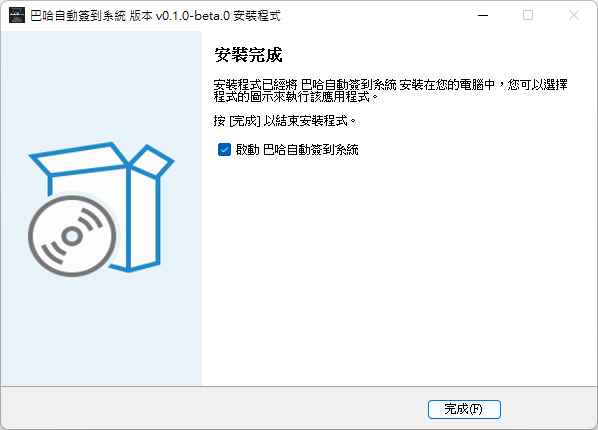 巴哈自動簽到系統 版本 v0.1.0-beta.0 安裝程式
安裝完成
安裝程式已經將 巴哈自動簽到系統 安裝在您的電腦中，您可以選擇
程式的圖示來執行該應用程式。
按 [完成] 以結束安裝程式。
啟動 巴哈自動簽到系統
完成(F)